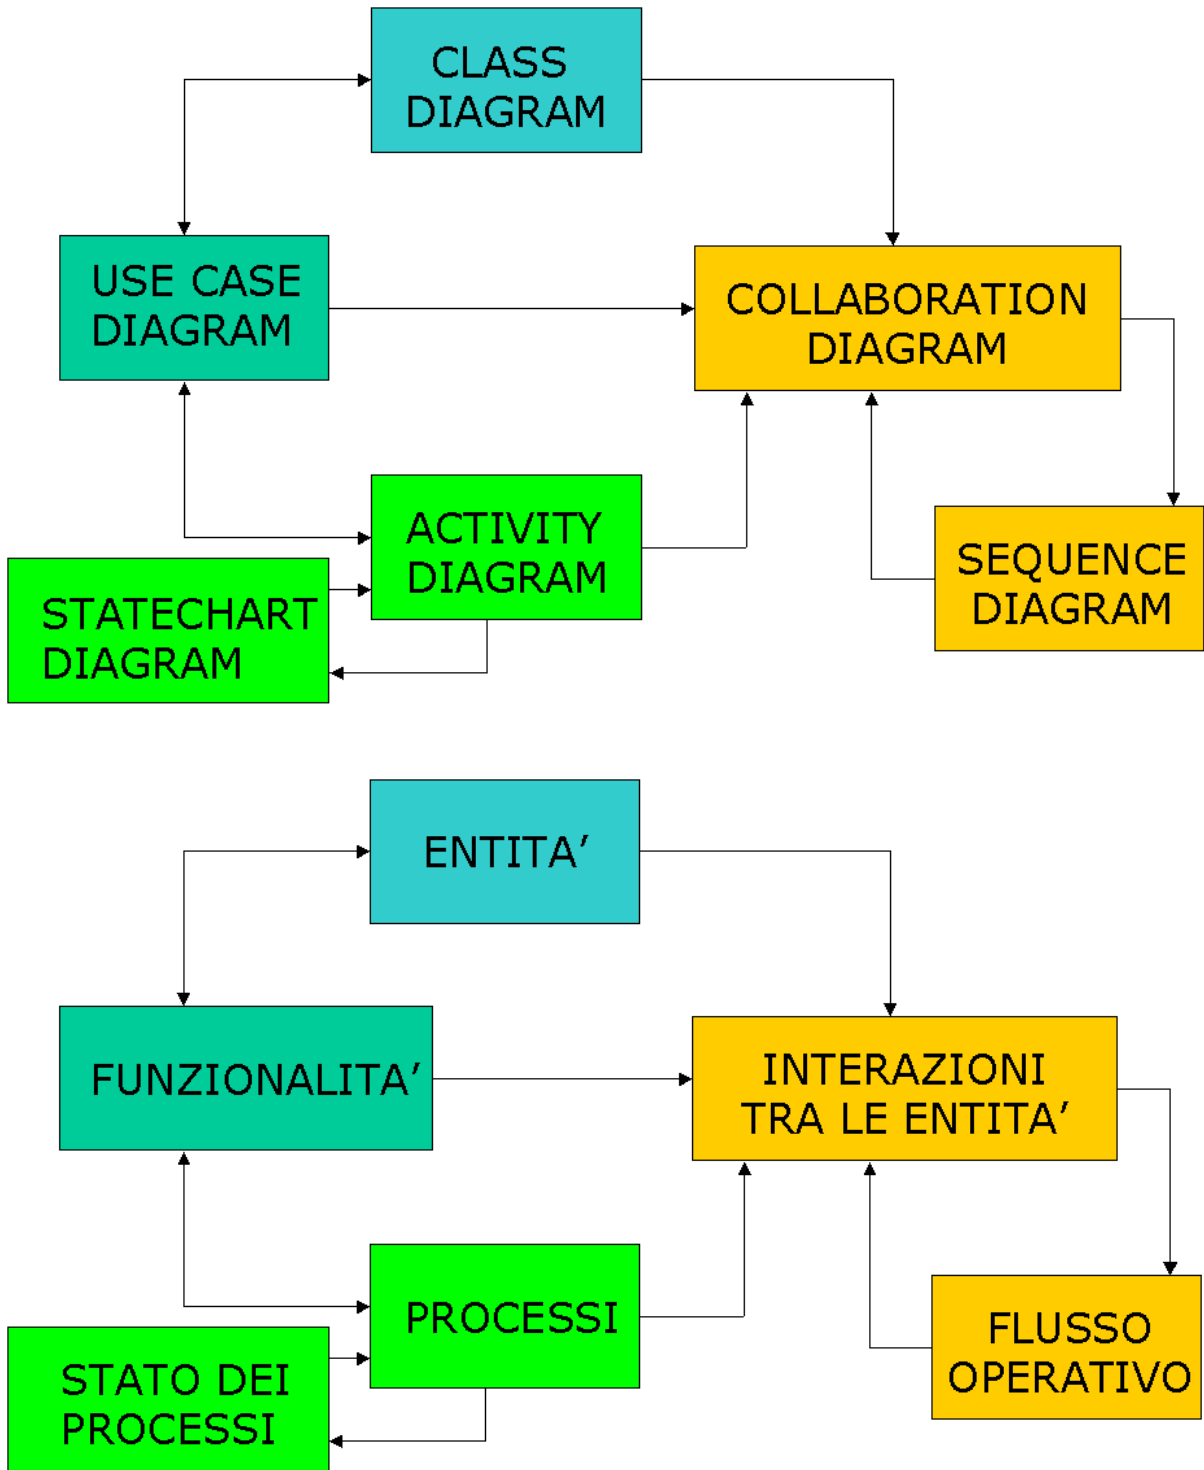 CLASS
DIAGRAM
USE CASE
DIAGRAM
COLLABORATION
DIAGRAM
ACTIVITY
DIAGRAM
SEQUENCE
DIAGRAM
STATECHART
DIAGRAM
ENTITA’
FUNZIONALITA’
INTERAZIONI
TRA LE ENTITA’
PROCESSI
FLUSSO
OPERATIVO
STATO DEI
PROCESSI